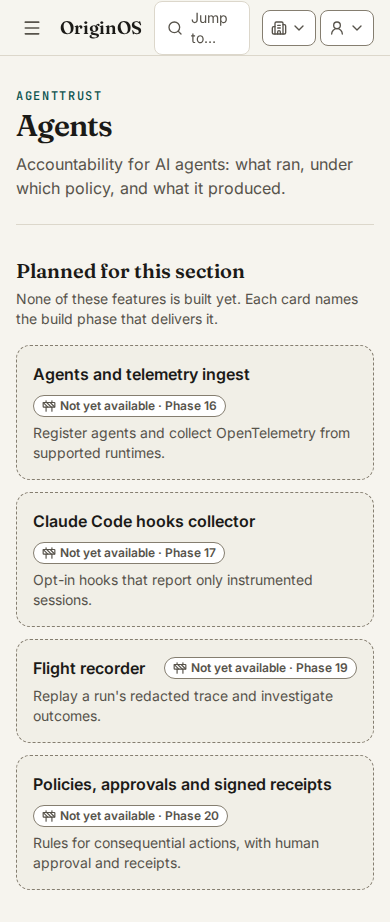 OriginOS
Jump
to...
AGENTTRUST
Agents
Accountability for AI agents: what ran, under
which policy, and what it produced.
Planned for this section
None of these features is built yet. Each card names
the build phase that delivers it.
Agents and telemetry ingest
Not yet available · Phase 16
Register agents and collect OpenTelemetry from
supported runtimes.
Claude Code hooks collector
Not yet available · Phase 17
Opt-in hooks that report only instrumented
sessions.
Flight recorder
Not yet available · Phase 19
Replay a run's redacted trace and investigate
outcomes.
Policies, approvals and signed receipts
Not yet available · Phase 20
Rules for consequential actions, with human
approval and receipts.